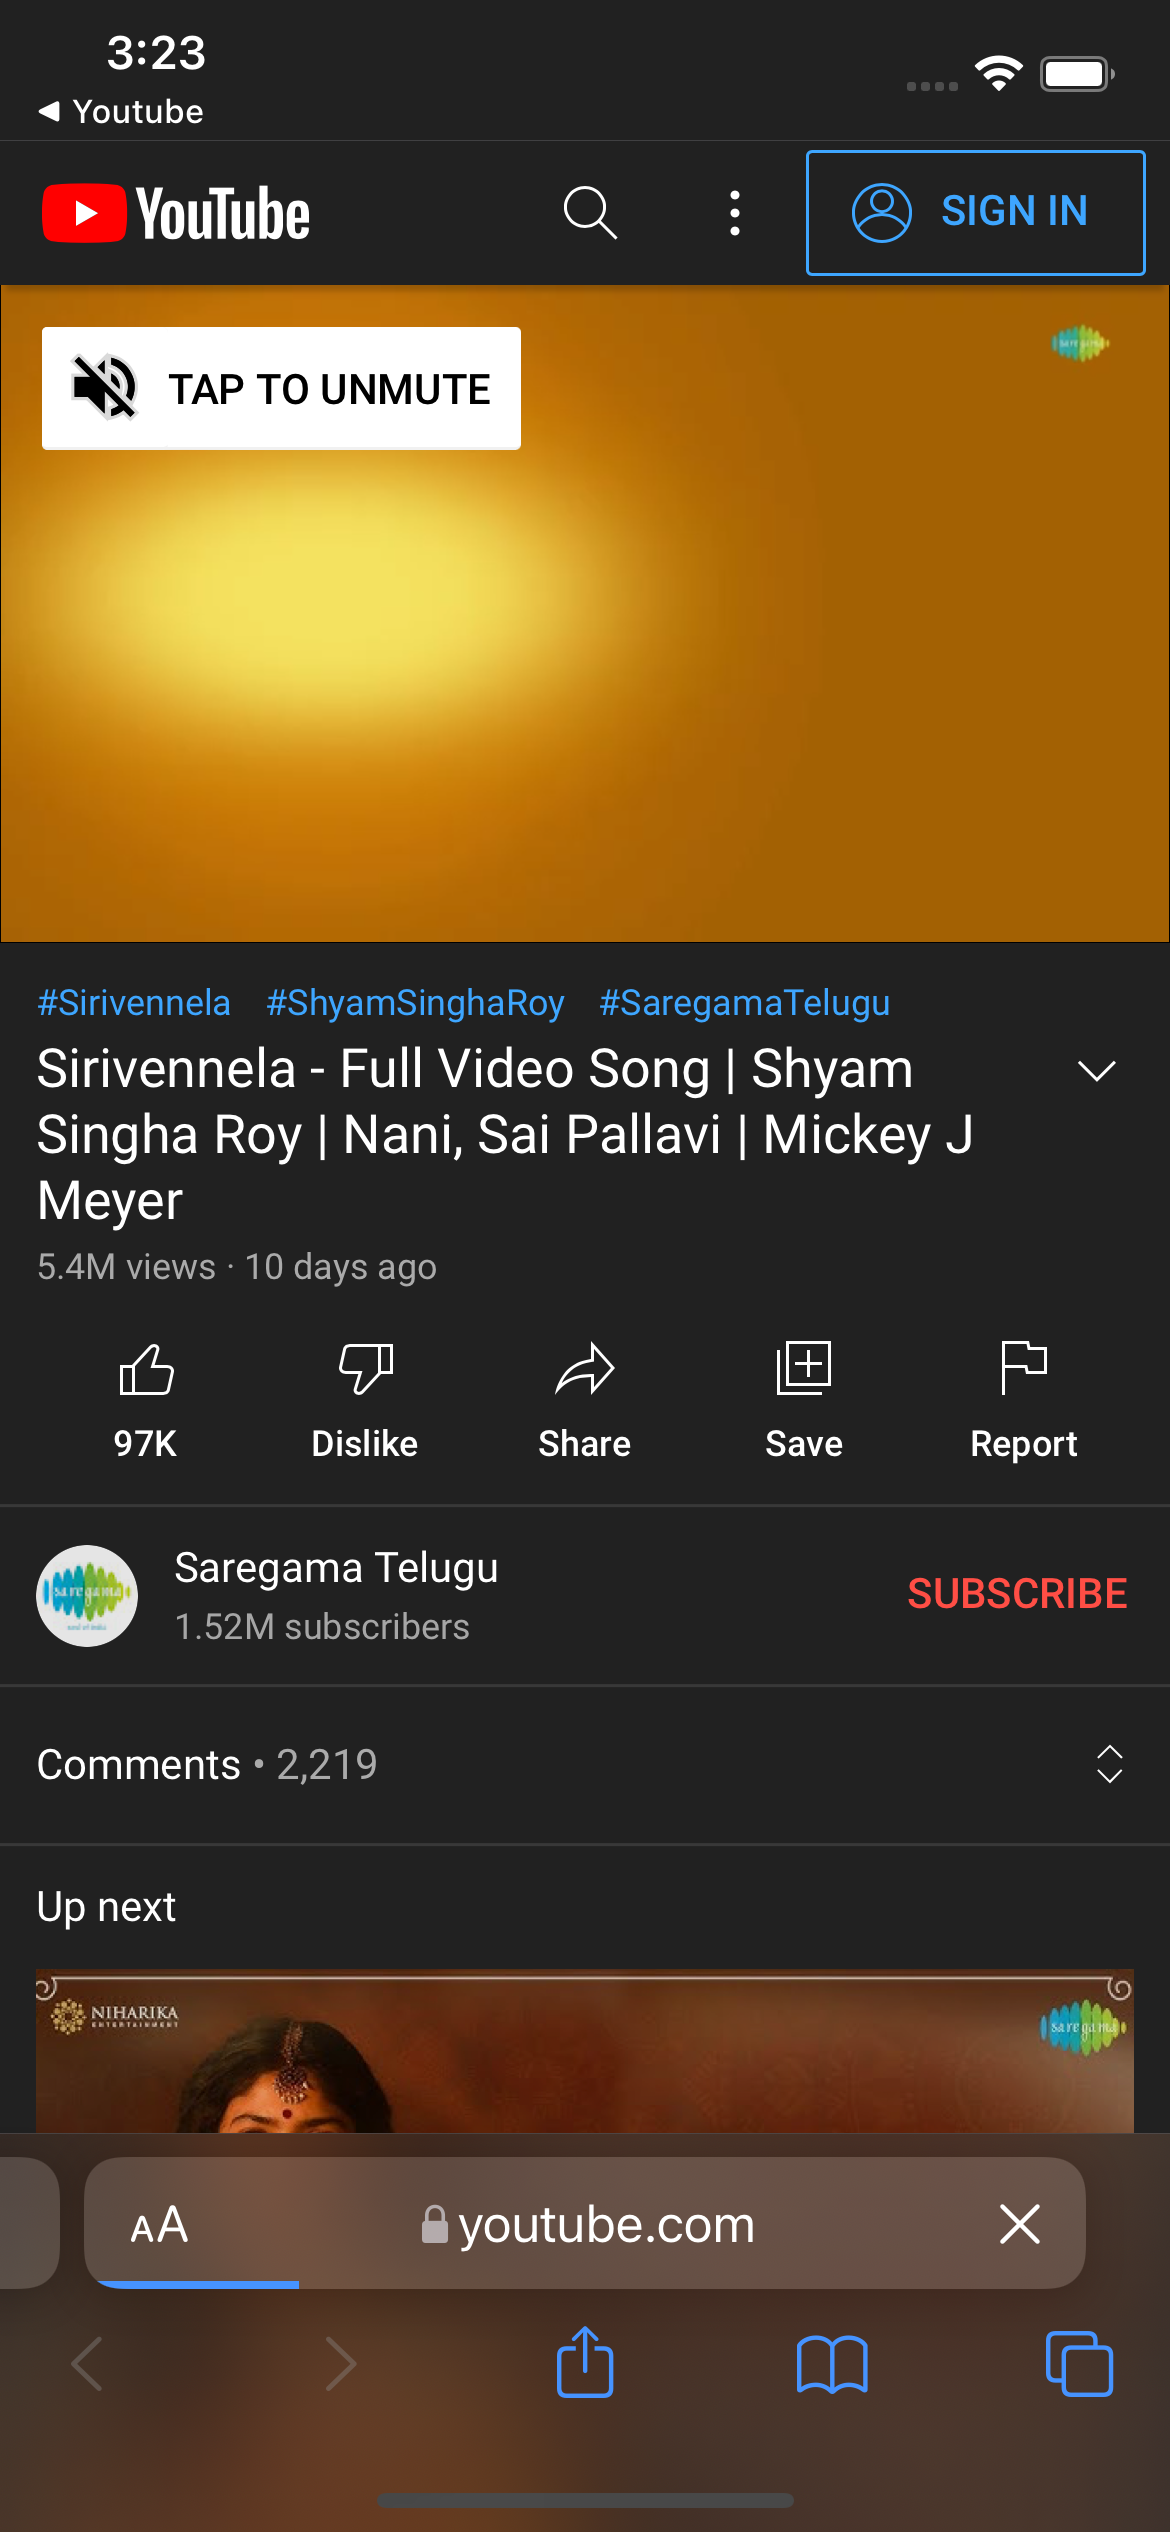 3:23
Youtube
YouTube
SIGN IN
saregama
TAP TO UNMUTE
#Sirivennela #ShyamSinghaRoy #SaregamaTelugu
Sirivennela - Full Video Song | Shyam
Singha Roy | Nani, Sai Pallavi | Mickey J
Meyer
5.4M views · 10 days ago
97K Dislike Share Save Report
saregama
Saregama Telugu
1.52M subscribers
SUBSCRIBE
Comments • 2,219
Up next
NIHARIKA
ENTERTAINMENT
saregama
AA youtube.com